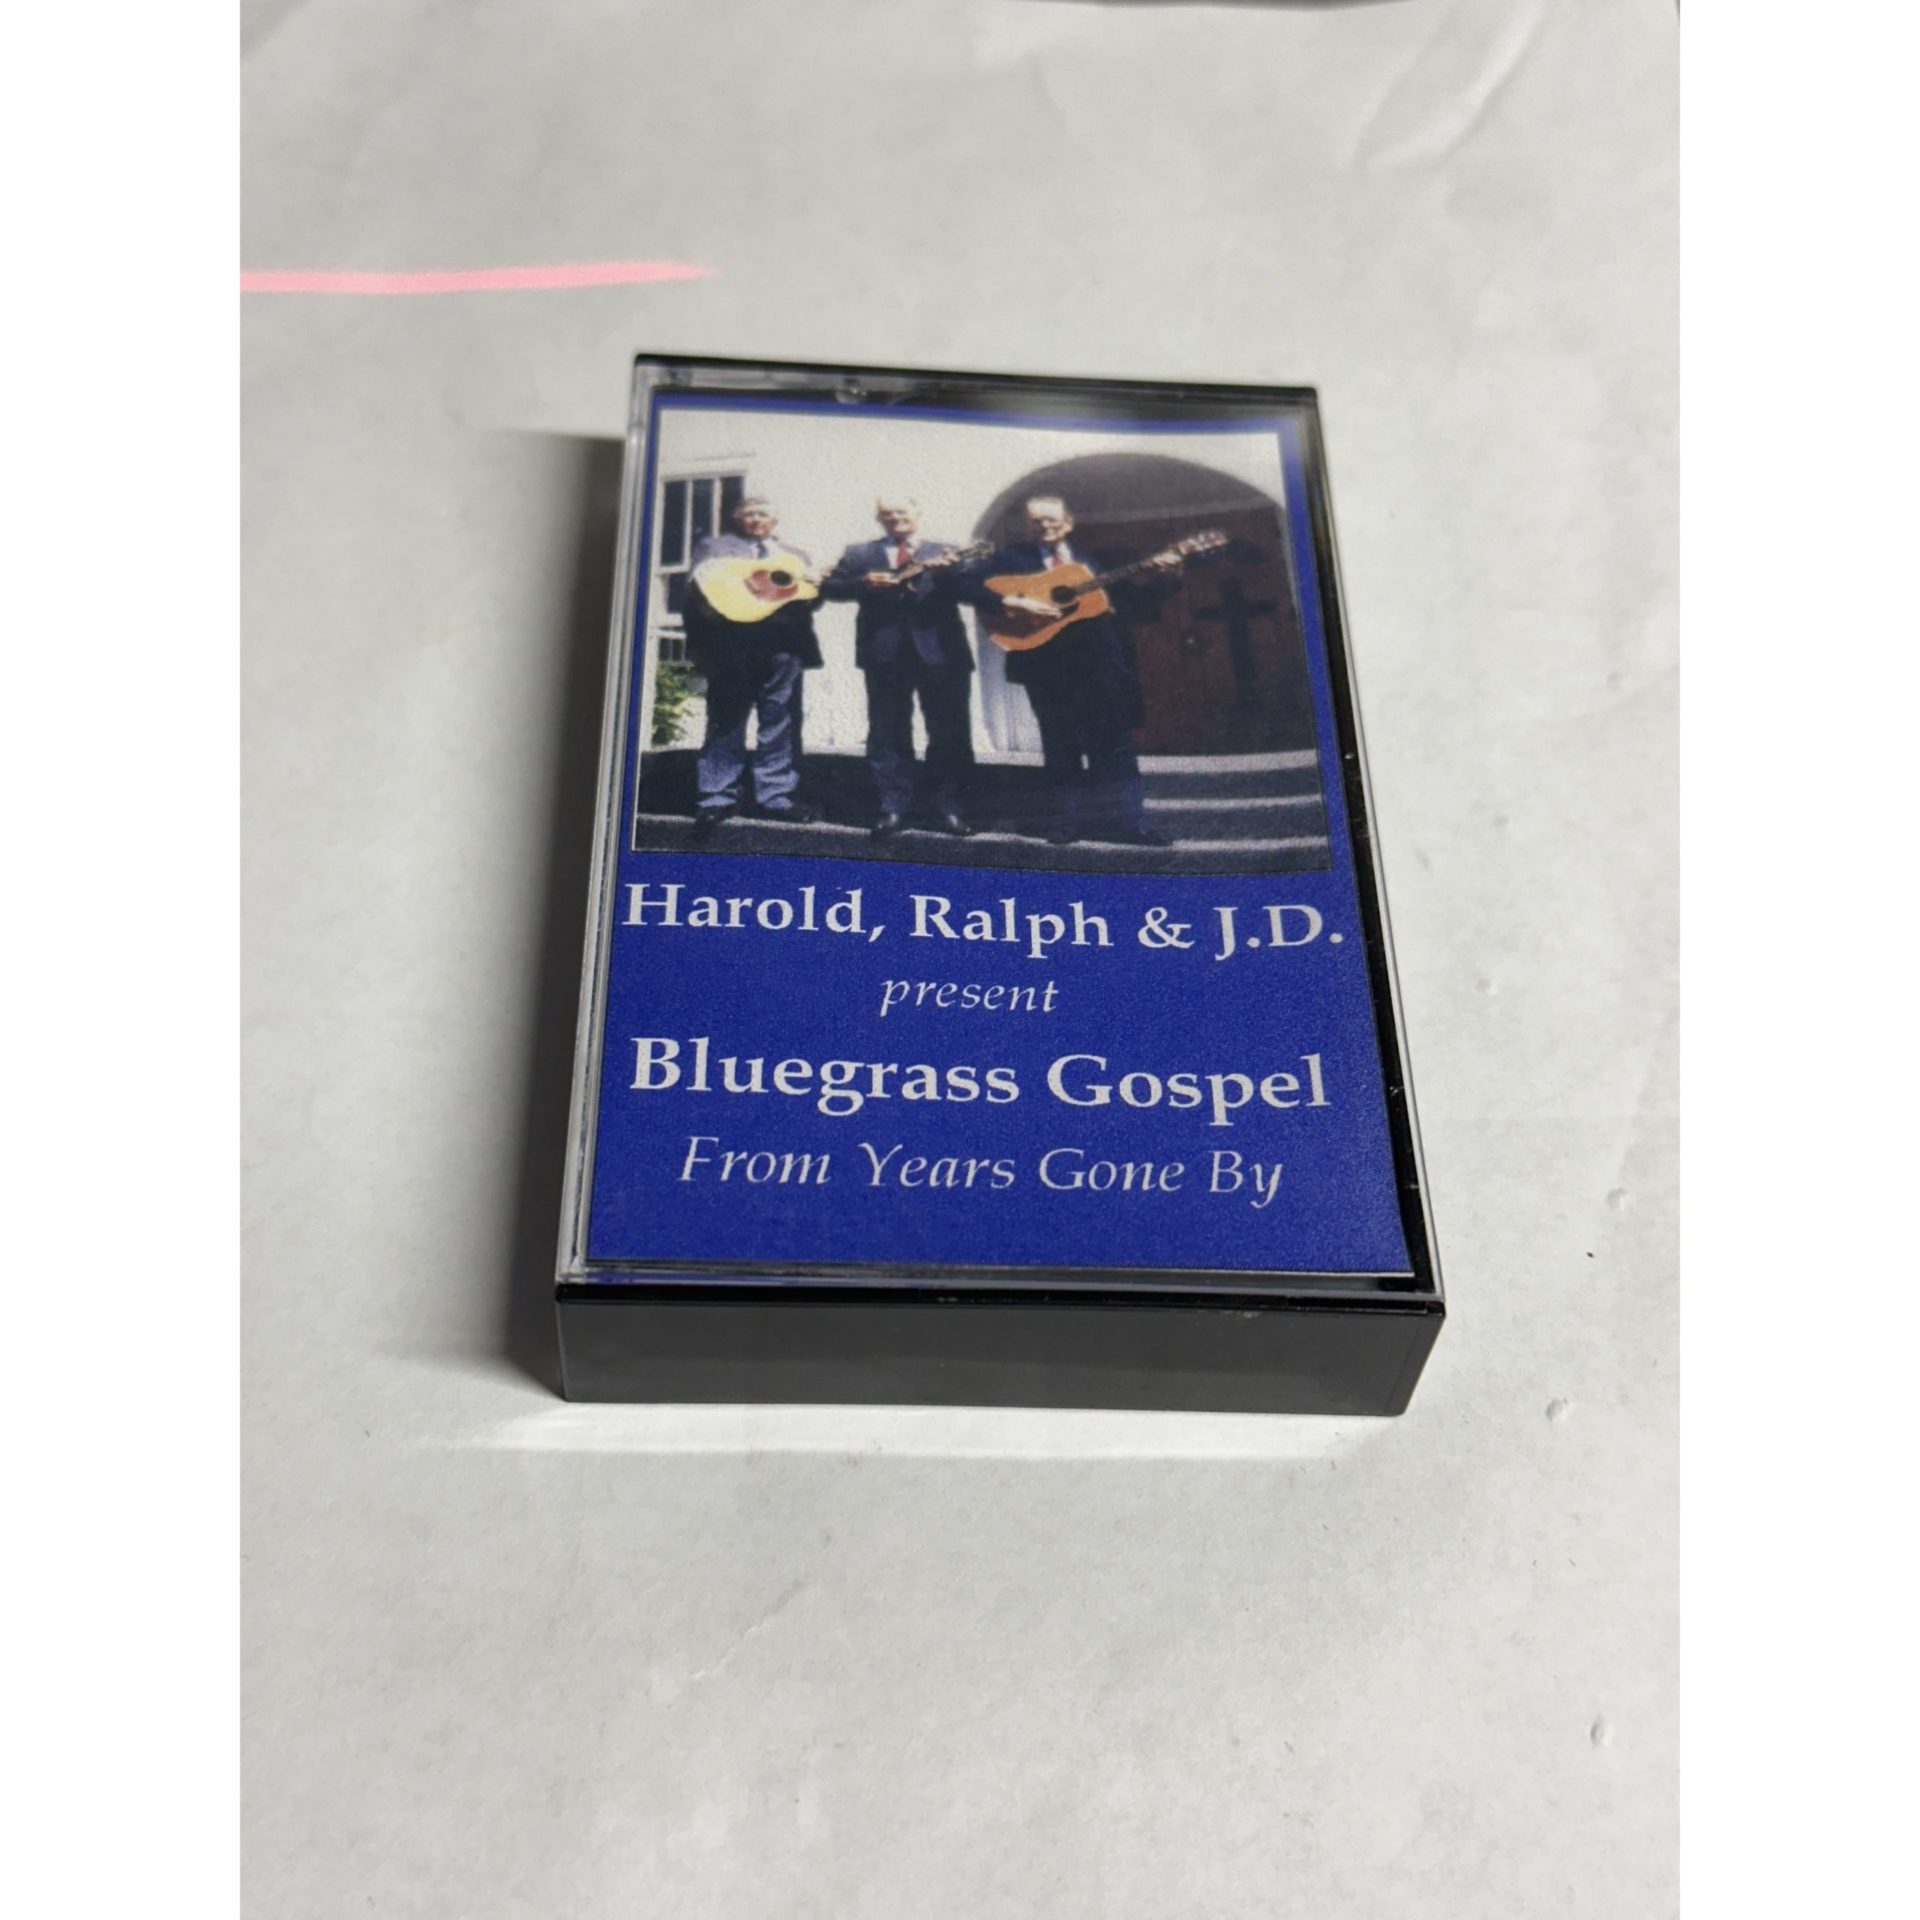 Harold, Ralph & J.D.
present
Bluegrass Gospel
From Years Gone By